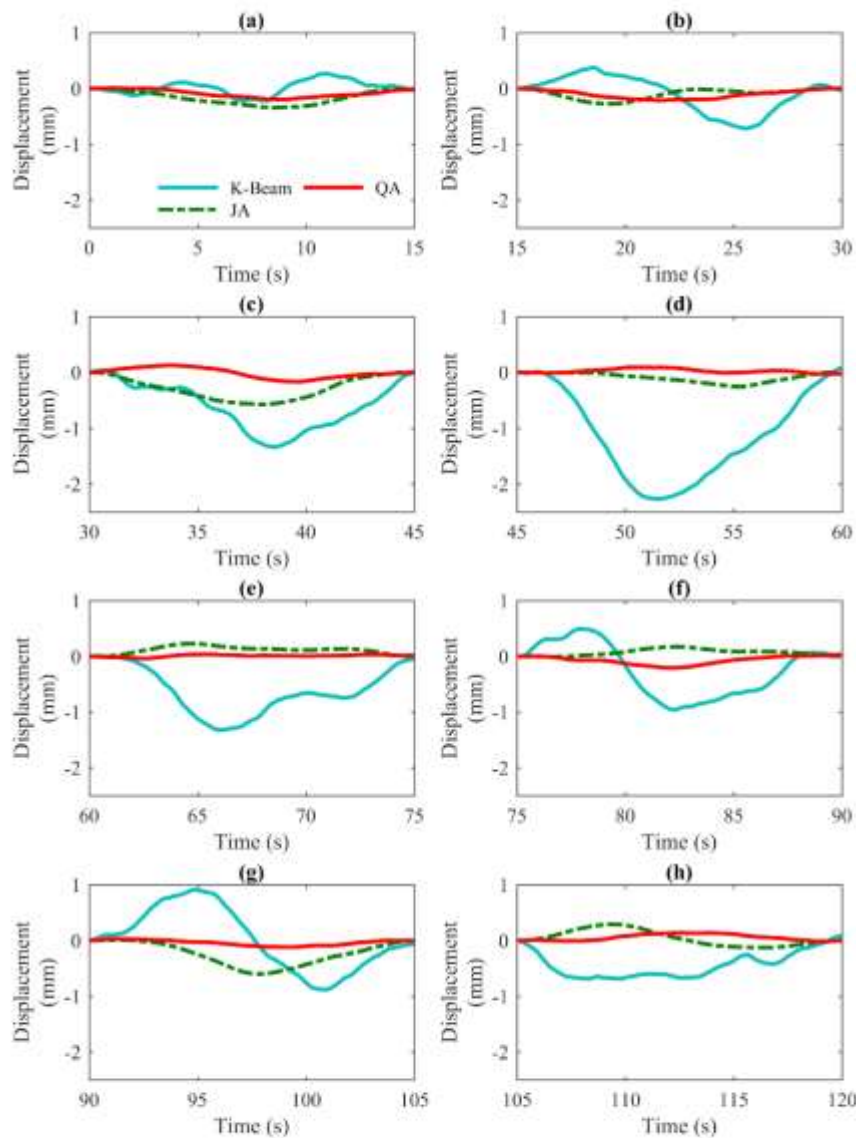 (a)
1
0
-1
-2
Displacement
(mm)
K-Beam
QA
JA
0
5
10
15
Time (s)
(b)
1
0
-1
-2
Displacement
(mm)
15
20
25
30
Time (s)
(c)
1
0
-1
-2
Displacement
(mm)
30
35
40
45
Time (s)
(d)
1
0
-1
-2
Displacement
(mm)
45
50
55
60
Time (s)
(e)
1
0
-1
-2
Displacement
(mm)
60
65
70
75
Time (s)
(f)
1
0
-1
-2
Displacement
(mm)
75
80
85
90
Time (s)
(g)
1
0
-1
-2
Displacement
(mm)
90
95
100
105
Time (s)
(h)
1
0
-1
-2
Displacement
(mm)
105
110
115
120
Time (s)